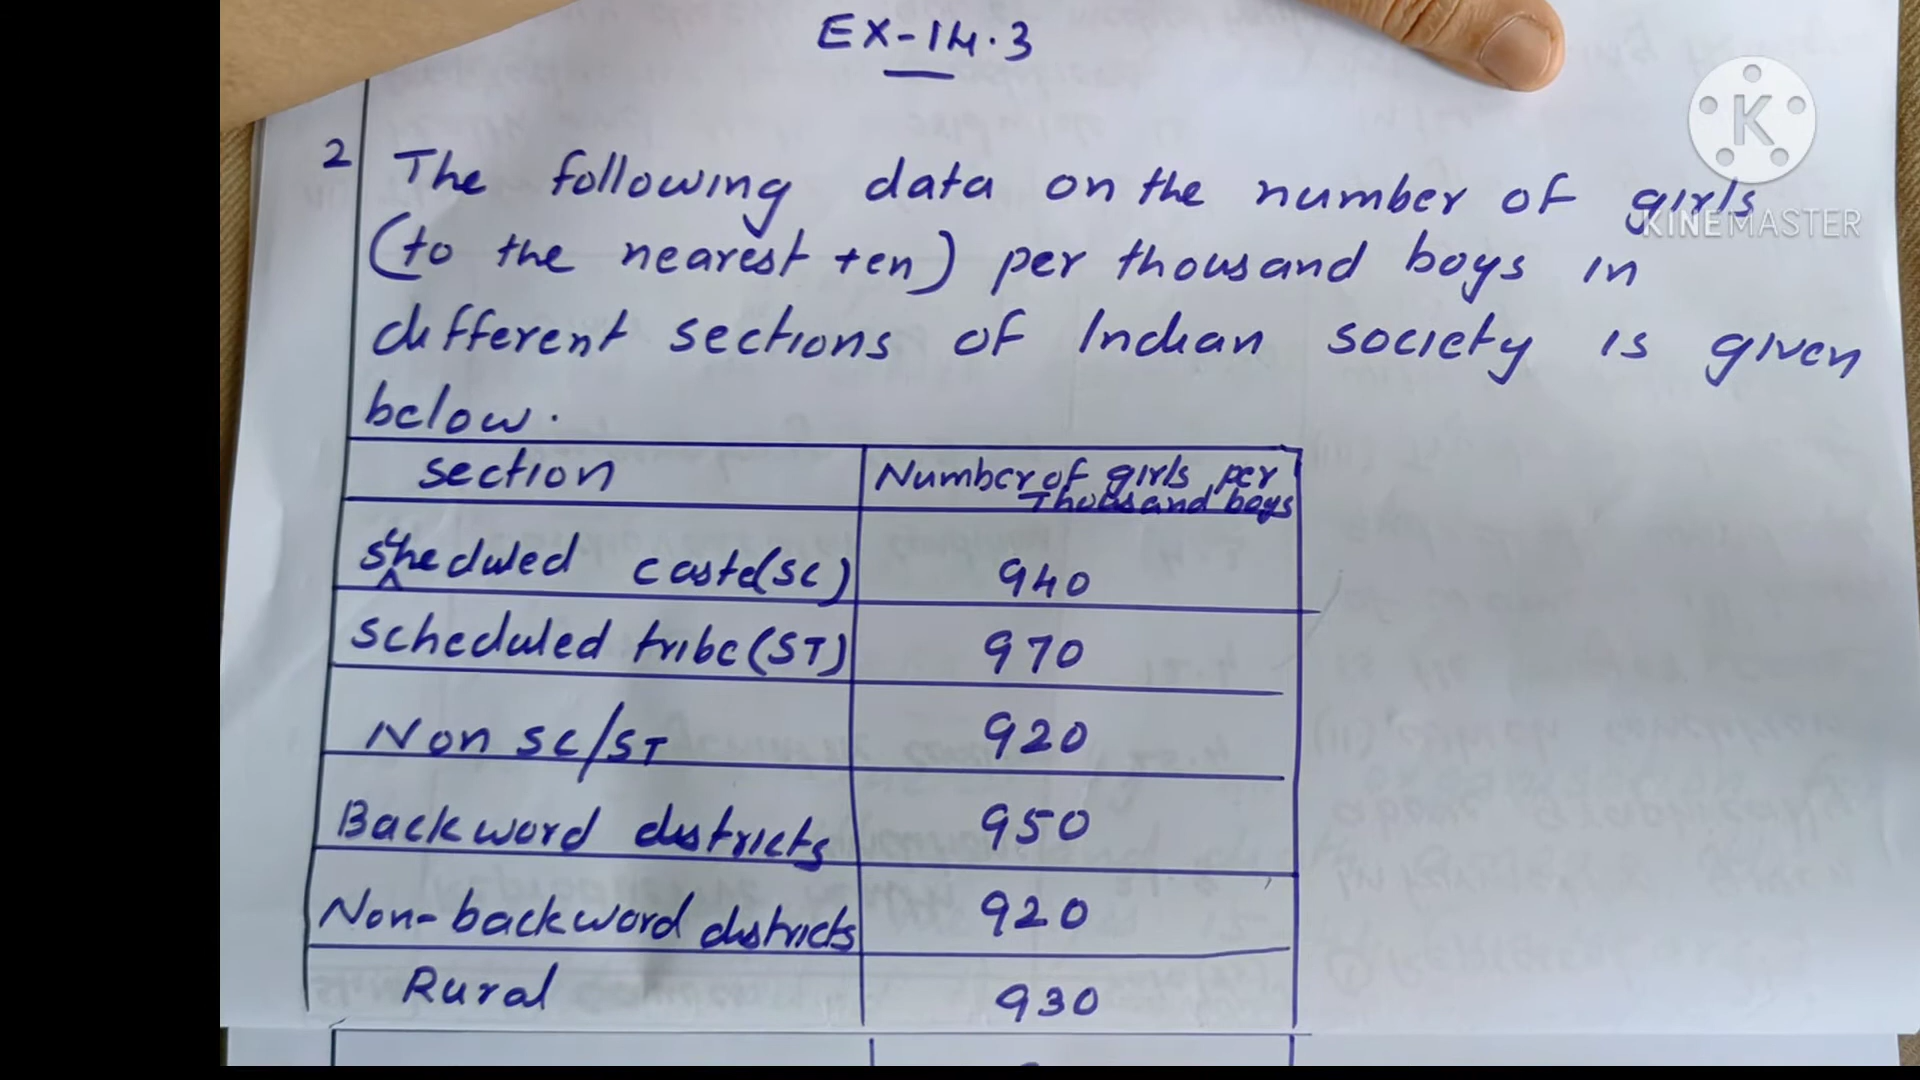 EX-14.3
2 The following data on the number of girls
(to the nearest ten) per thousand boys in
different sections of Indian society is given
below.
section Number of girls per Thousand boys
scheduled caste(SC) 940
scheduled tribe(ST) 970
Non SC/ST 920
Backword districts 950
Non-backword districts 920
Rural 930
K
KINEMASTER